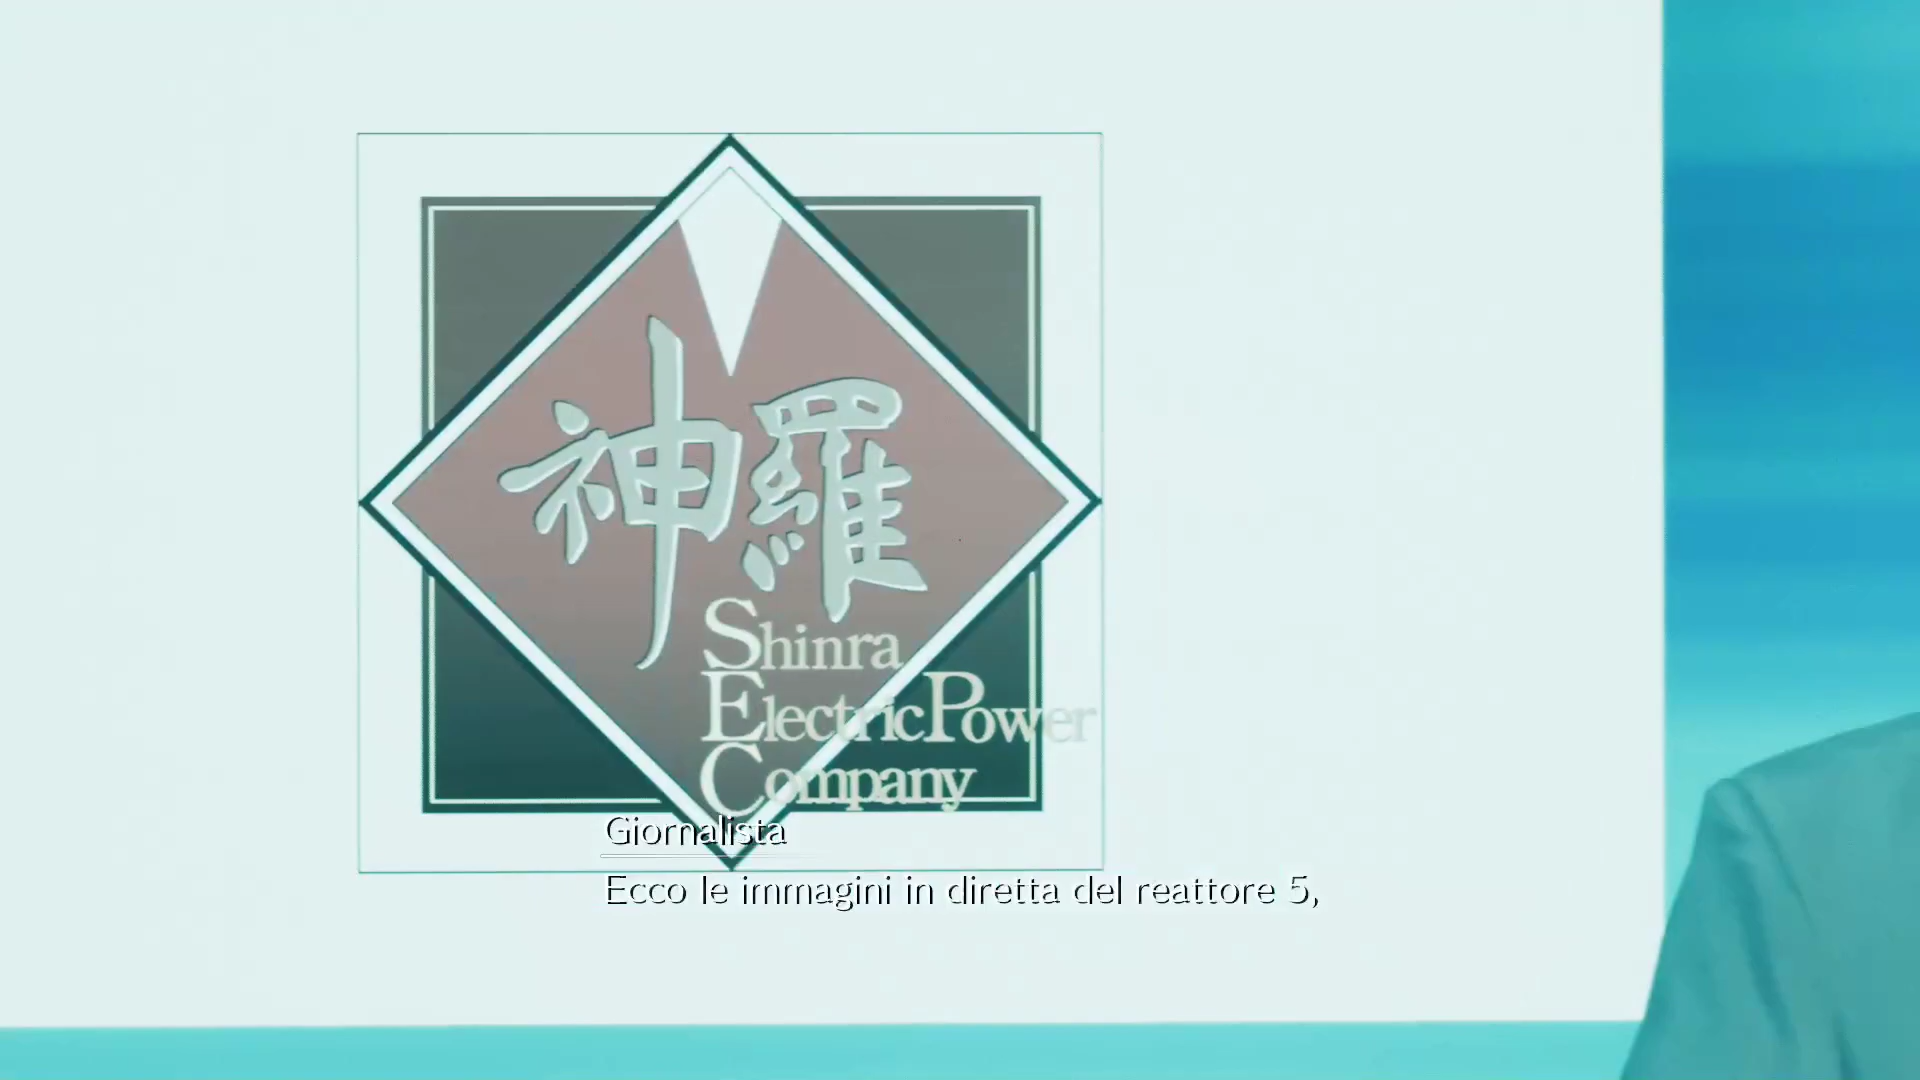 神羅
Shinra
Electric Power
Company
Giornalista
Ecco le immagini in diretta del reattore 5,